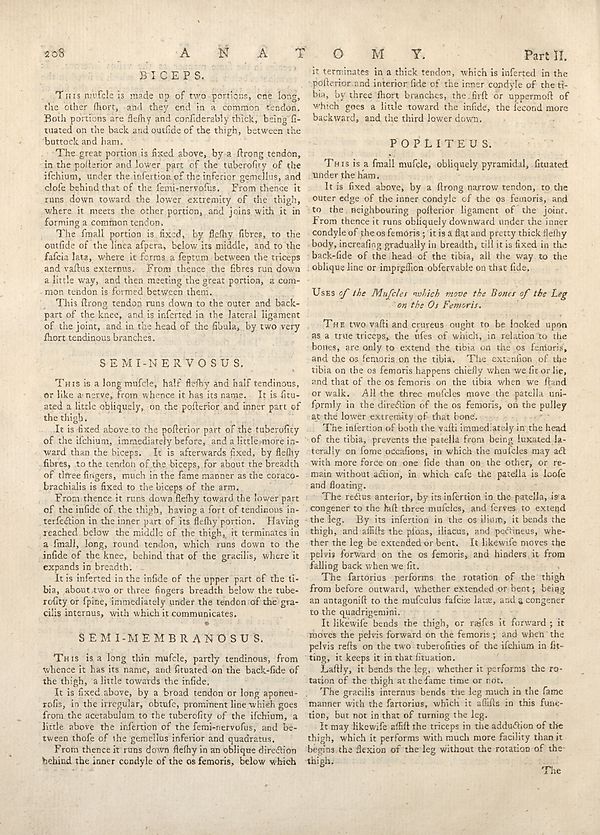 208 A N A T O M Y. Part II.
BICEPS.
This muſcle is made up of two portions, one long,
the other ſhort, and they end in a common tendon.
Both portions are fleſhy and conſiderably thick, being ſi-
tuated on the back and outſide of the thigh, between the
buttock and ham.
The great portion is fixed above, by a ſtrong tendon,
in the poſterior and lower part of the tuberoſity of the
iſchium, under the inſertion of the inferior gemellus, and
cloſe behind that of the ſemi-nervoſus. From thence it
runs down toward the lower extremity of the thigh,
where it meets the other portion, and joins with it in
forming a common tendon.
The ſmall portion is fixed, by fleſhy fibres, to the
outſide of the linea aſpera, below its middle, and to the
faſcia lata, where it forms a ſeptum between the triceps
and vaſtus externus. From thence the fibres run down
a little way, and then meeting the great portion, a com-
mon tendon is formed between them.
This ſtrong tendon runs down to the outer and back-
part of the knee, and is inſerted in the lateral ligament
of the joint, and in the head of the fibula, by two very
ſhort tendinous branches.
SEMI-NERVOSUS.
This is a long muſcle, half fleſhy and half tendinous,
or like a nerve, from whence it has its name. It is ſitu-
ated a little obliquely, on the poſterior and inner part of
the thigh.
It is fixed above to the poſterior part of the tuberoſity
of the iſchium, immediately before, and a little more in-
ward than the biceps. It is afterwards fixed, by fleſhy
fibres, to the tendon of the biceps, for about the breadth
of three fingers, much in the ſame manner as the coraco-
brachialis is fixed to the biceps of the arm.
From thence it runs down fleſhy toward the lower part
of the inſide of the thigh, having a ſort of tendinous in-
terſection in the inner part of its fleſhy portion. Having
reached below the middle of the thigh, it terminates in
a ſmall, long, round tendon, which runs down to the
inſide of the knee, behind that of the gracilis, where it
expands in breadth.
It is inſerted in the inſide of the upper part of the ti-
bia, about two or three fingers breadth below the tube-
roſity or ſpine, immediately under the tendon of the gra-
cilis internus, with which it communicates.
SEMI-MEMBRANOSUS.
This is a long thin muſcle, partly tendinous, from
whence it has its name, and ſituated on the back-ſide of
the thigh, a little towards the inſide.
It is fixed above, by a broad tendon or long aponeu-
roſis, in the irregular, obtuſe, prominent line which goes
from the acetabulum to the tuberoſity of the iſchium, a
little above the inſertion of the ſemi-nervoſus, and be-
tween thoſe of the gemellus inferior and quadratus.
From thence it runs down fleſhy in an oblique direction
behind the inner condyle of the os femoris, below which
it terminates in a thick tendon, which is inſerted in the
poſterior and interior ſide of the inner condyle of the ti-
bia, by three ſhort branches, the firſt or uppermoſt of
which goes a little toward the inſide, the ſecond more
backward, and the third lower down.
POPLITEUS.
This is a ſmall muſcle, obliquely pyramidal, ſituated
under the ham.
It is fixed above, by a ſtrong narrow tendon, to the
outer edge of the inner condyle of the os femoris, and
to the neighbouring poſterior ligament of the joint.
From thence it runs obliquely downward under the inner
condyle of the os femoris; it is a flat and pretty thick fleſhy
body, increaſing gradually in breadth, till it is fixed in the
back-ſide of the head of the tibia, all the way to the
oblique line or impreſſion obſervable on that ſide.
Uses of the Muſcles which move the Bones of the Leg
on the Os Femoris.
The two vaſti and crureus ought to be looked upon
as a true triceps, the uſes of which, in relation to the
bones, are only to extend the tibia on the os femoris,
and the os femoris on the tibia. The extenſion of the
tibia on the os femoris happens chiefly when we ſit or lie,
and that of the os femoris on the tibia when we ſtand
or walk. All the three muſcles move the patella uni-
formly in the direction of the os femoris, on the pulley
at the lower extremity of that bone.
The inſertion of both the vaſti immediately in the head
of the tibia, prevents the patella from being luxated la-
terally on ſome occaſions, in which the muſcles may act
with more force on one ſide than on the other, or re-
main without action, in which caſe the patella is looſe
and floating.
The rectus anterior, by its inſertion in the patella, is a
congener to the laſt three muſcles, and ſerves to extend
the leg. By its inſertion in the os ilium, it bends the
thigh, and aſſiſts the pſoas, iliacus, and pectineus, whe-
ther the leg be extended or bent. It likewiſe moves the
pelvis forward on the os femoris, and hinders it from
falling back when we ſit.
The ſartorius performs the rotation of the thigh
from before outward, whether extended or bent; being
an antagoniſt to the muſculus faſciæ latæ, and a congener
to the quadrigemini.
It likewiſe bends the thigh, or raiſes it forward; it
moves the pelvis forward on the femoris; and when the
pelvis reſts on the two tuberoſities of the iſchium in ſit-
ting, it keeps it in that ſituation.
Laſtly, it bends the leg, whether it performs the ro-
tation of the thigh at the ſame time or not.
The gracilis internus bends the leg much in the ſame
manner with the ſartorius, which it aſſiſts in this func-
tion, but not in that of turning the leg.
It may likewiſe aſſiſt the triceps in the adduction of the
thigh, which it performs with much more facility than it
begins the flexion of the leg without the rotation of the
thigh.
The